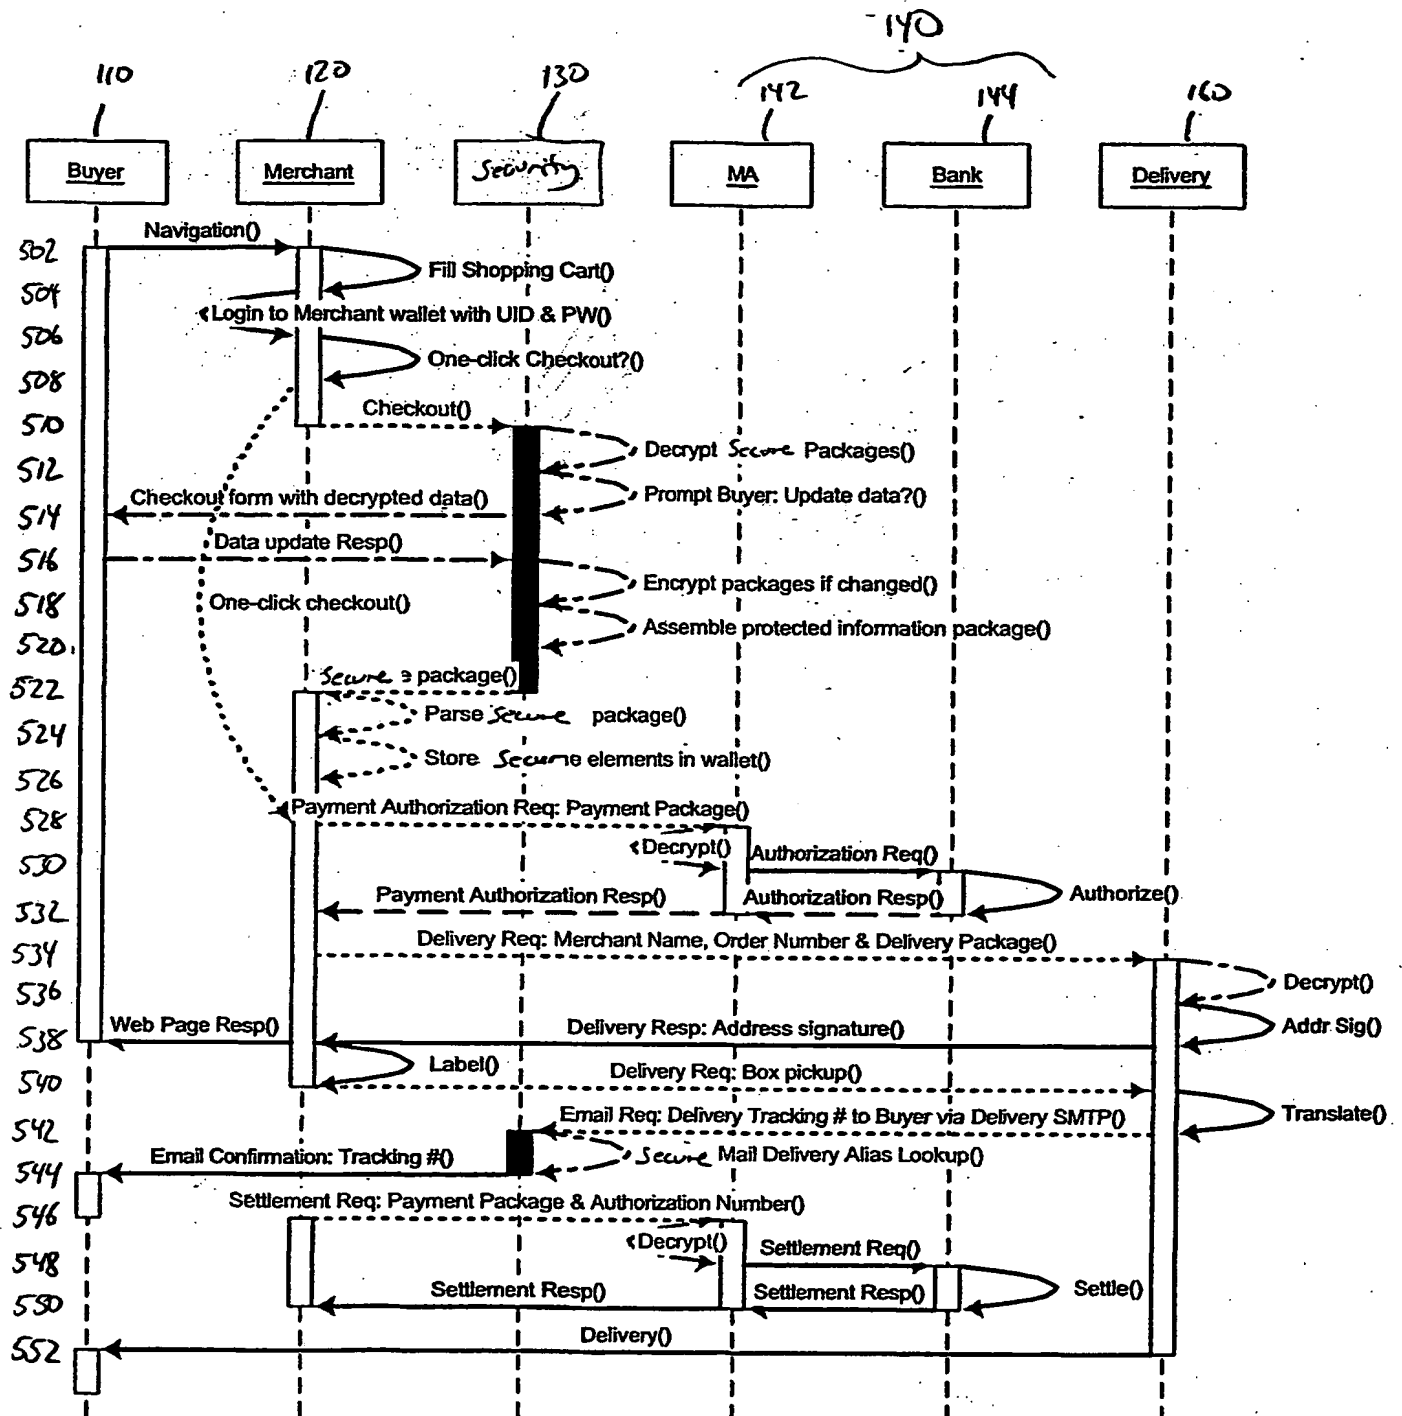 140
110 120 130 142 144 160
Buyer Merchant Security MA Bank Delivery
Navigation()
502
Fill Shopping Cart()
504
Login to Merchant wallet with UID & PW()
506
One-click Checkout?()
508
Checkout()
510
Decrypt Secure Packages()
512
Prompt Buyer: Update data?()
Checkout form with decrypted data()
514
Data update Resp()
516
Encrypt packages if changed()
518 One-click checkout()
Assemble protected information package()
520
Secure package()
522
Parse Secure package()
524
Store Secure elements in wallet()
526
Payment Authorization Req: Payment Package()
528
Decrypt() Authorization Req()
530
Payment Authorization Resp() Authorization Resp() Authorize()
532
Delivery Req: Merchant Name, Order Number & Delivery Package()
534
Decrypt()
536
Web Page Resp() Delivery Resp: Address signature() Addr Sig()
538
Label() Delivery Req: Box pickup()
540
Email Req: Delivery Tracking # to Buyer via Delivery SMTP() Translate()
542
Email Confirmation: Tracking #() Secure Mail Delivery Alias Lookup()
544
Settlement Req: Payment Package & Authorization Number()
546
Decrypt() Settlement Req()
548
Settlement Resp() Settlement Resp() Settle()
550
Delivery()
552